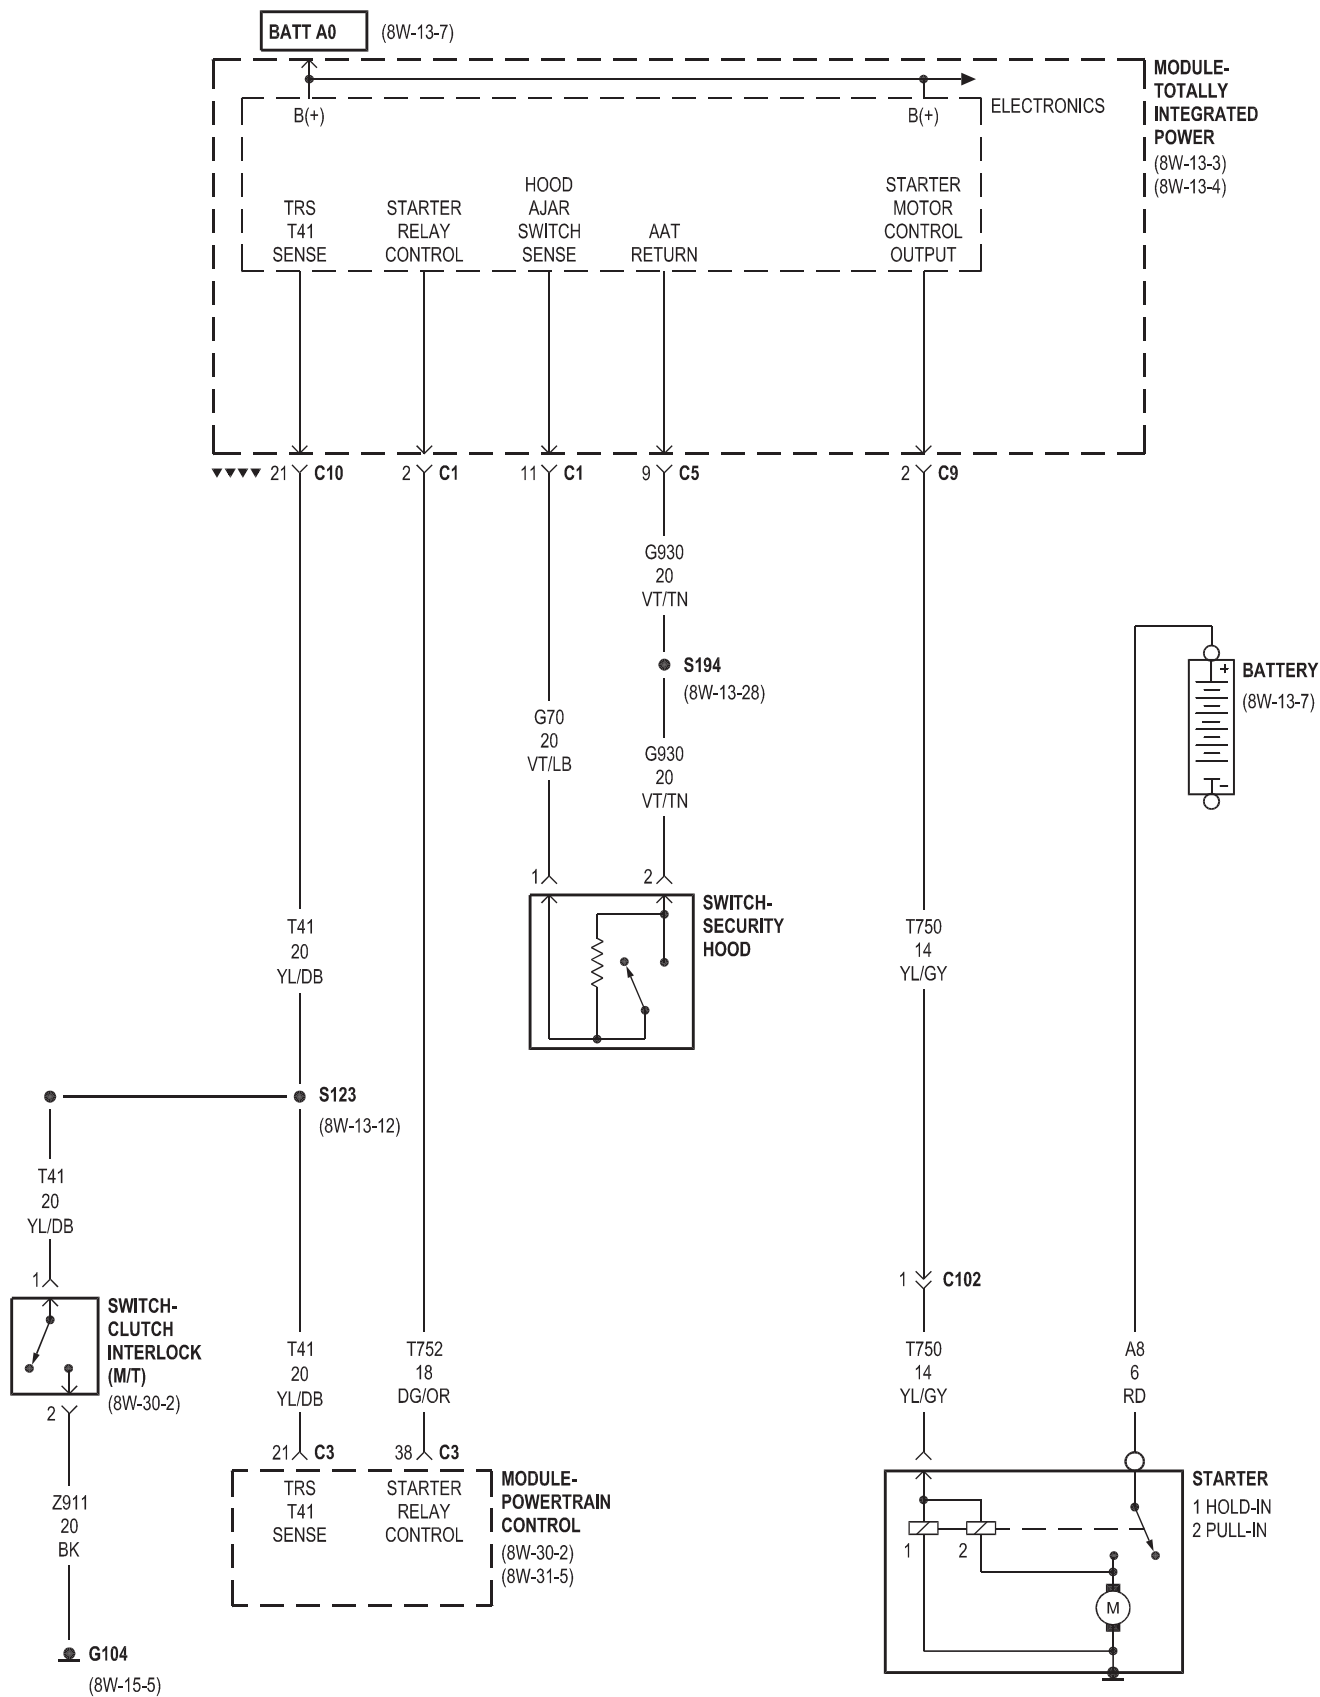 BATT A0 (8W-13-7)
MODULE-
TOTALLY
INTEGRATED
POWER
(8W-13-3)
(8W-13-4)
B(+)
B(+)
ELECTRONICS
TRS
T41
SENSE
STARTER
RELAY
CONTROL
HOOD
AJAR
SWITCH
SENSE
AAT
RETURN
STARTER
MOTOR
CONTROL
OUTPUT
21 C10
2 C1
11 C1
9 C5
2 C9
G930
20
VT/TN
S194
(8W-13-28)
G70
20
VT/LB
G930
20
VT/TN
BATTERY
(8W-13-7)
+
-
1
2
SWITCH-
SECURITY
HOOD
T41
20
YL/DB
T750
14
YL/GY
S123
(8W-13-12)
T41
20
YL/DB
1
SWITCH-
CLUTCH
INTERLOCK
(M/T)
(8W-30-2)
2
Z911
20
BK
G104
(8W-15-5)
T41
20
YL/DB
T752
18
DG/OR
21 C3
38 C3
TRS
T41
SENSE
STARTER
RELAY
CONTROL
MODULE-
POWERTRAIN
CONTROL
(8W-30-2)
(8W-31-5)
1 C102
T750
14
YL/GY
A8
6
RD
STARTER
1 HOLD-IN
2 PULL-IN
1
2
M